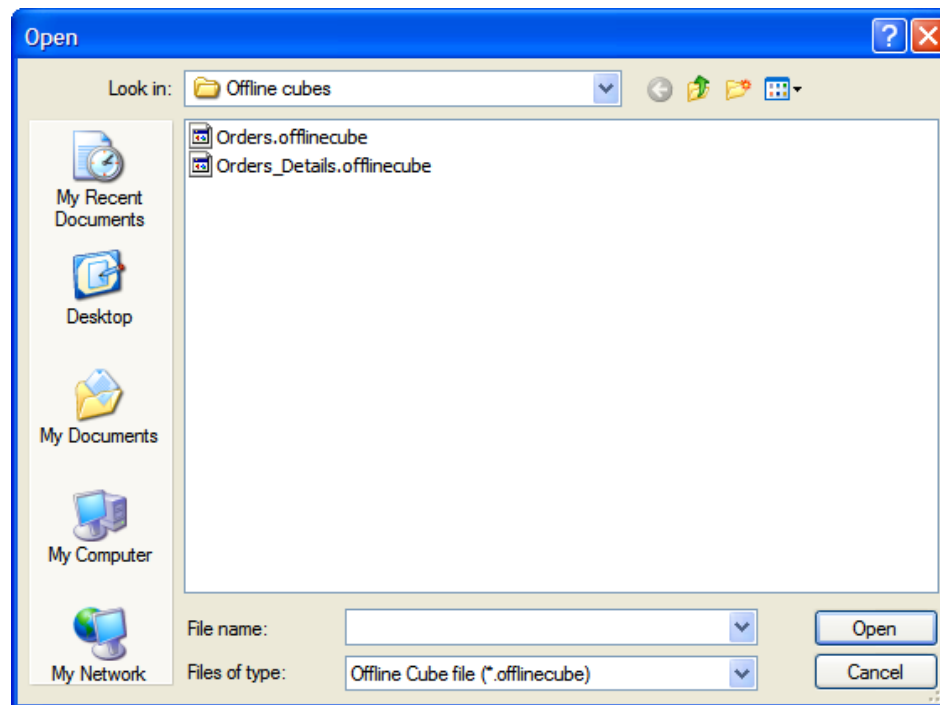 Open
Look in:
Offline cubes
Orders.offlinecube
Orders_Details.offlinecube
My Recent
Documents
Desktop
My Documents
My Computer
My Network
File name:
Open
Files of type:
Offline Cube file (*.offlinecube)
Cancel